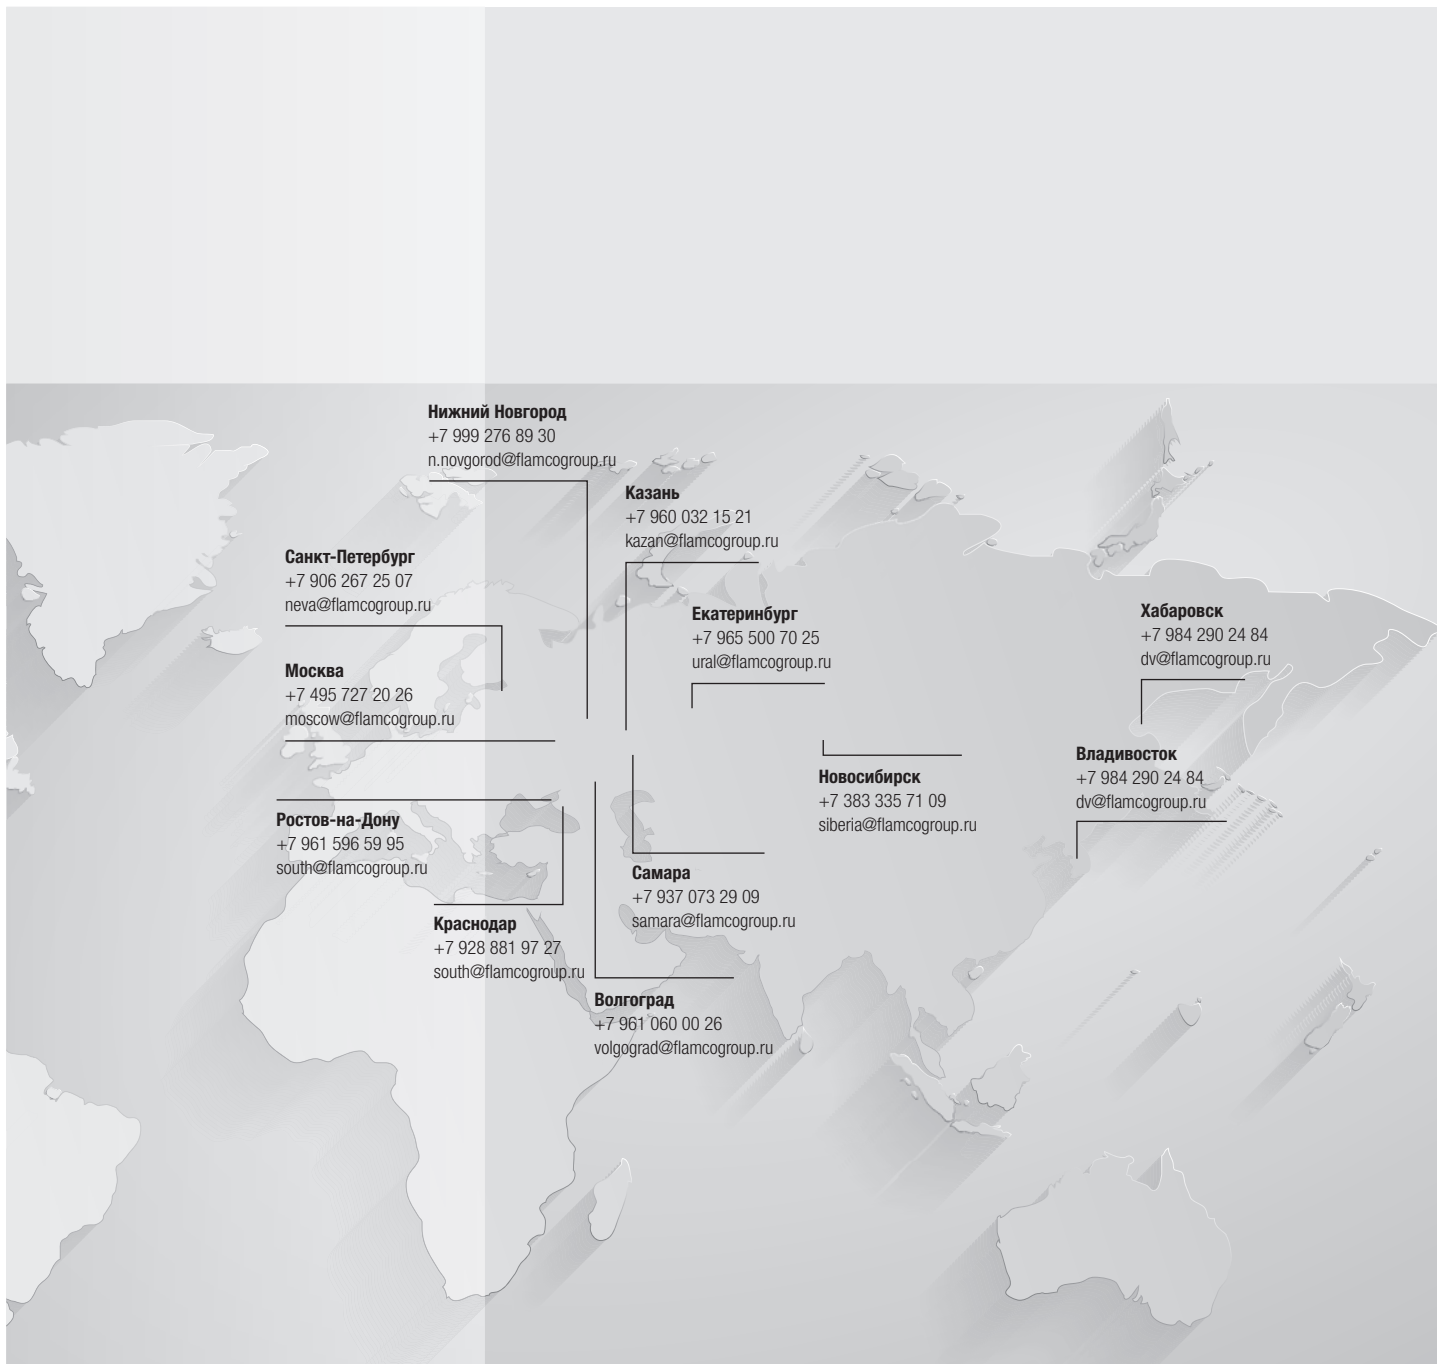 Нижний Новгород
+7 999 276 89 30
n.novgorod@flamcogroup.ru
Казань
+7 960 032 15 21
kazan@flamcogroup.ru
Санкт-Петербург
+7 906 267 25 07
neva@flamcogroup.ru
Екатеринбург
+7 965 500 70 25
ural@flamcogroup.ru
Хабаровск
+7 984 290 24 84
dv@flamcogroup.ru
Москва
+7 495 727 20 26
moscow@flamcogroup.ru
Владивосток
+7 984 290 24 84
dv@flamcogroup.ru
Новосибирск
+7 383 335 71 09
siberia@flamcogroup.ru
Ростов-на-Дону
+7 961 596 59 95
south@flamcogroup.ru
Самара
+7 937 073 29 09
samara@flamcogroup.ru
Краснодар
+7 928 881 97 27
south@flamcogroup.ru
Волгоград
+7 961 060 00 26
volgograd@flamcogroup.ru